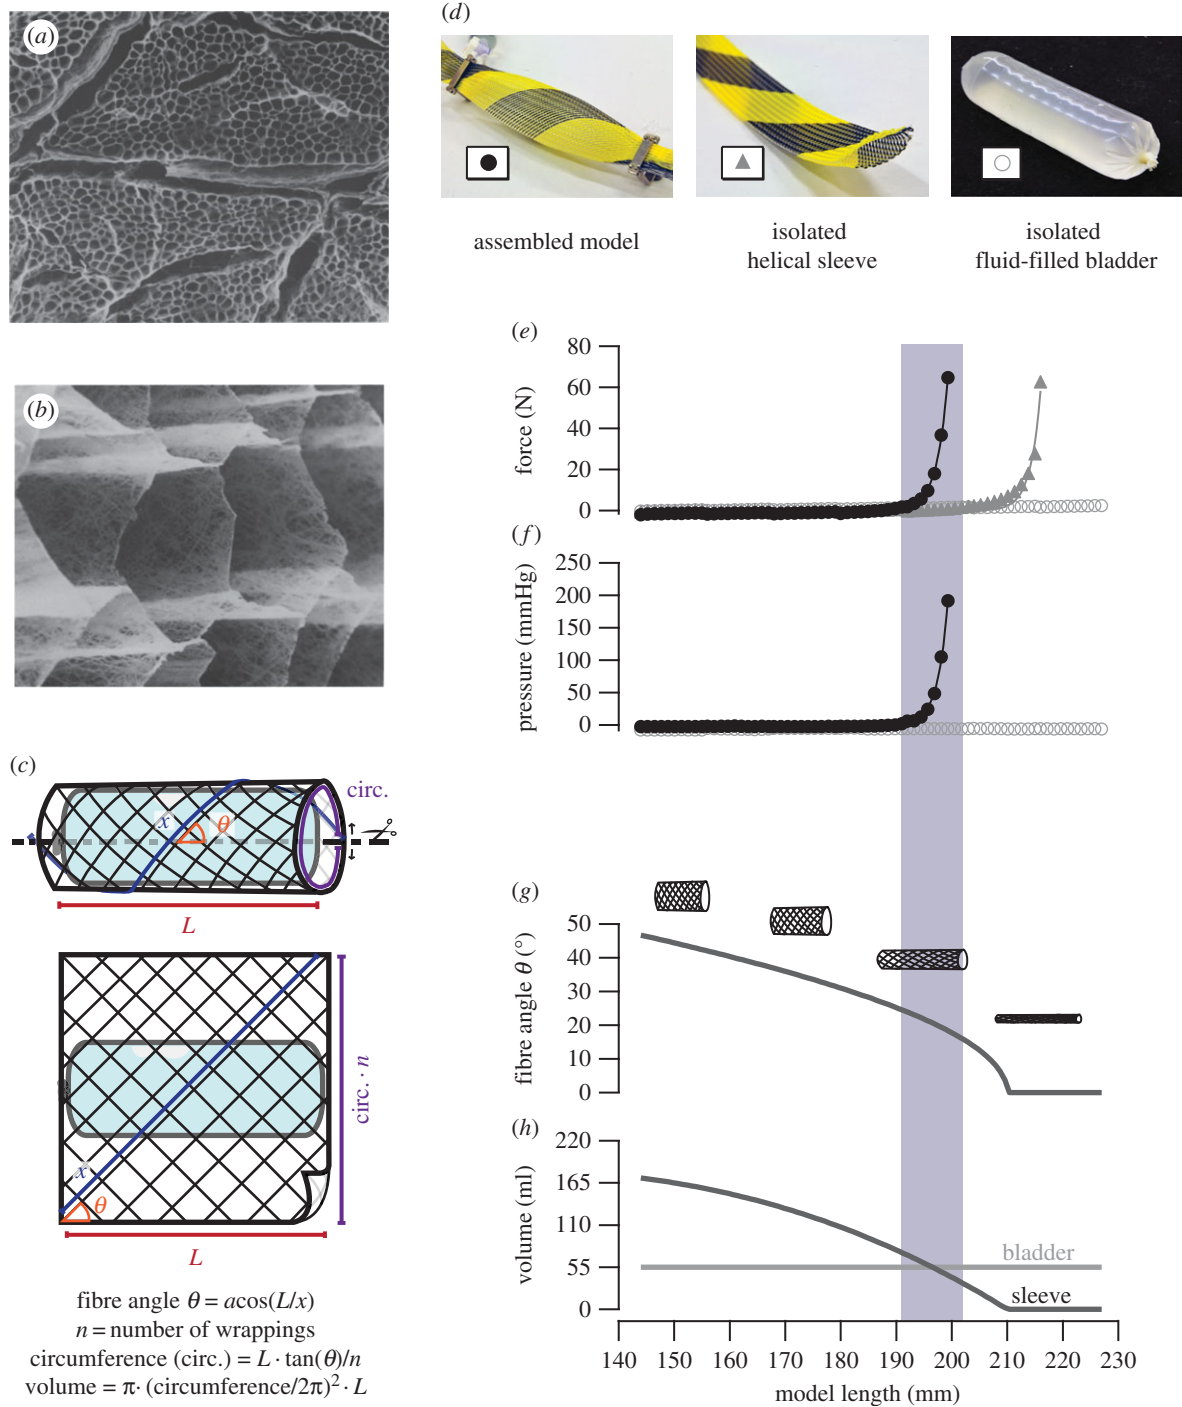 (a)
(b)
(c)
circ.
x
θ
L
circ. · n
x
θ
L
fibre angle θ = acos(L/x)
n = number of wrappings
circumference (circ.) = L · tan(θ)/n
volume = π· (circumference/2π)² · L
(d)
assembled model
isolated
helical sleeve
isolated
fluid-filled bladder
(e)
force (N)
80
60
40
20
0
(f)
pressure (mmHg)
250
200
150
100
50
0
(g)
fibre angle θ (°)
50
40
30
20
10
0
(h)
volume (ml)
220
165
110
55
0
bladder
sleeve
140 150 160 170 180 190 200 210 220 230
model length (mm)